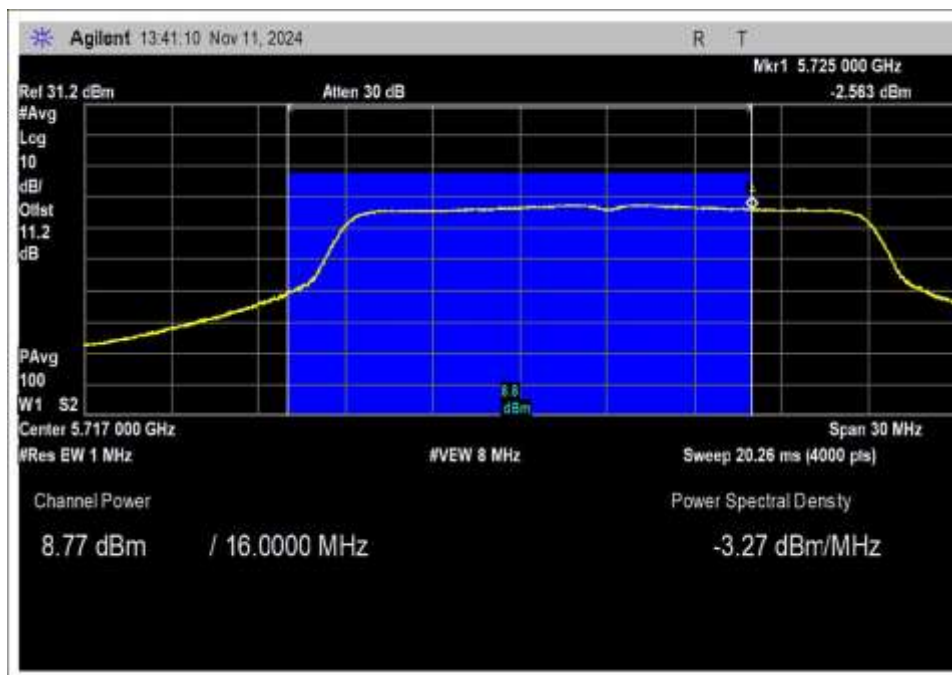 Agilent 13:41:10 Nov 11, 2024 R T
Mkr1 5.725 000 GHz
Ref 31.2 dBm Atten 30 dB -2.563 dBm
#Avg
Log
10
dB/
Offst
11.2
dB
PAvg
100
W1 S2
8.8
dBm
Center 5.717 000 GHz Span 30 MHz
#Res BW 1 MHz #VBW 8 MHz Sweep 20.26 ms (4000 pts)
Channel Power Power Spectral Density
8.77 dBm / 16.0000 MHz -3.27 dBm/MHz